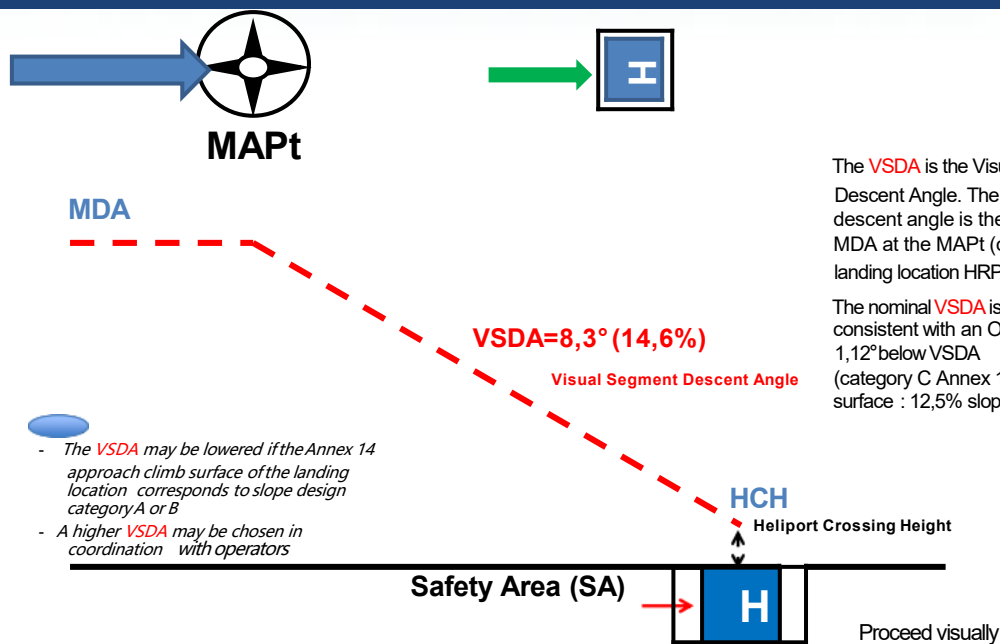 MAPt
H
MDA
The VSDA is the
Descent Angle. The
descent angle is the
MDA at the MAPt
landing location
The nominal VSDA is
consistent with an
1,12° below VSDA
(category C Annex
surface : 12,5%
VSDA=8,3° (14,6%)
Visual Segment Descent Angle
- The VSDA may be lowered if the Annex 14
approach climb surface of the landing
location corresponds to slope design
category A or B
- A higher VSDA may be chosen in
coordination with operators
HCH
Heliport Crossing Height
Safety Area (SA)
H
Proceed visually